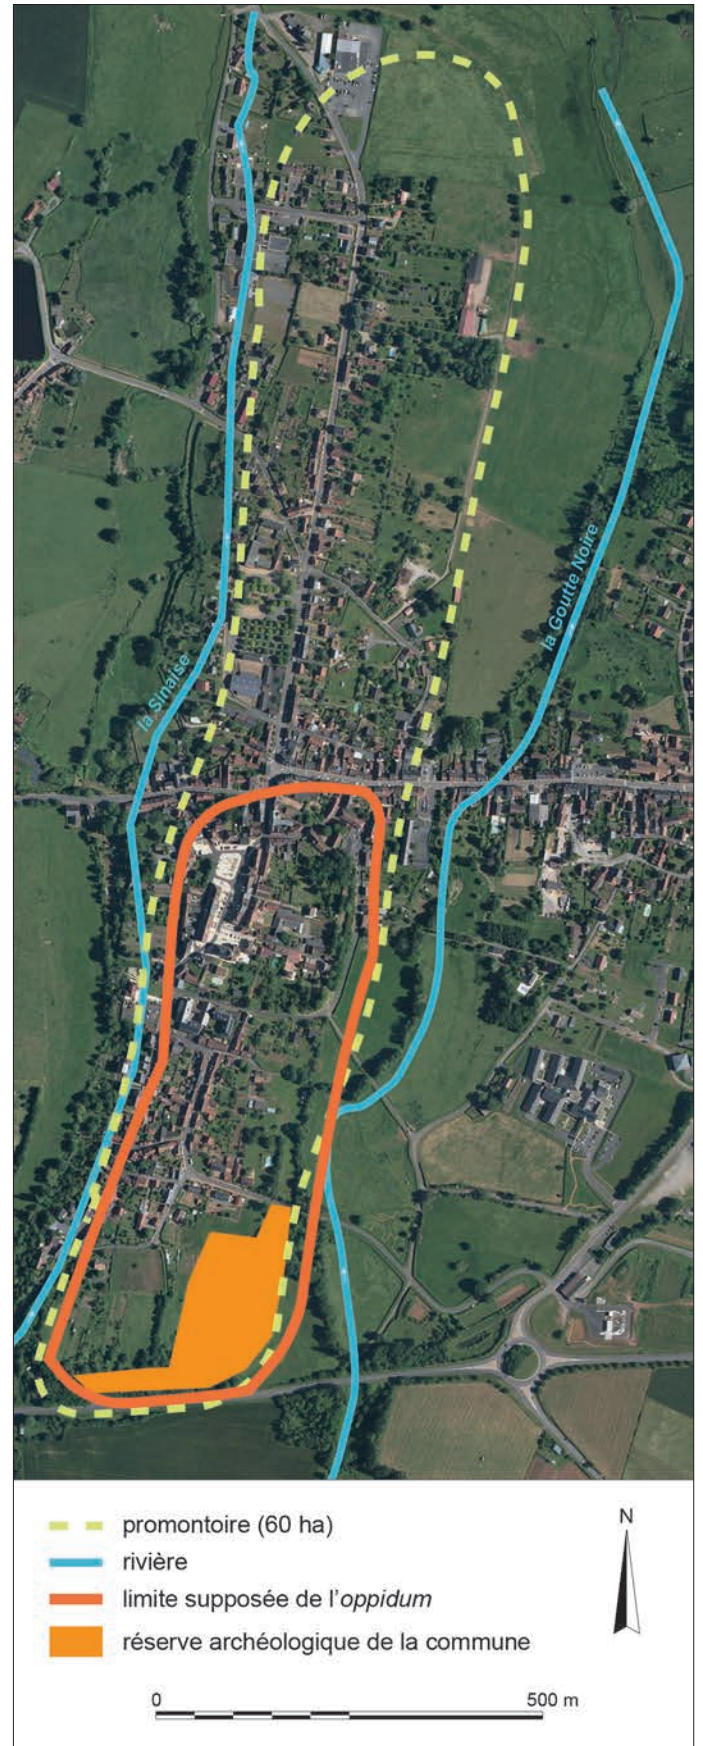 la Goutte Noire
la Sinaise
promontoire (60 ha)
rivière
limite supposée de l'oppidum
réserve archéologique de la commune
N
0 500 m